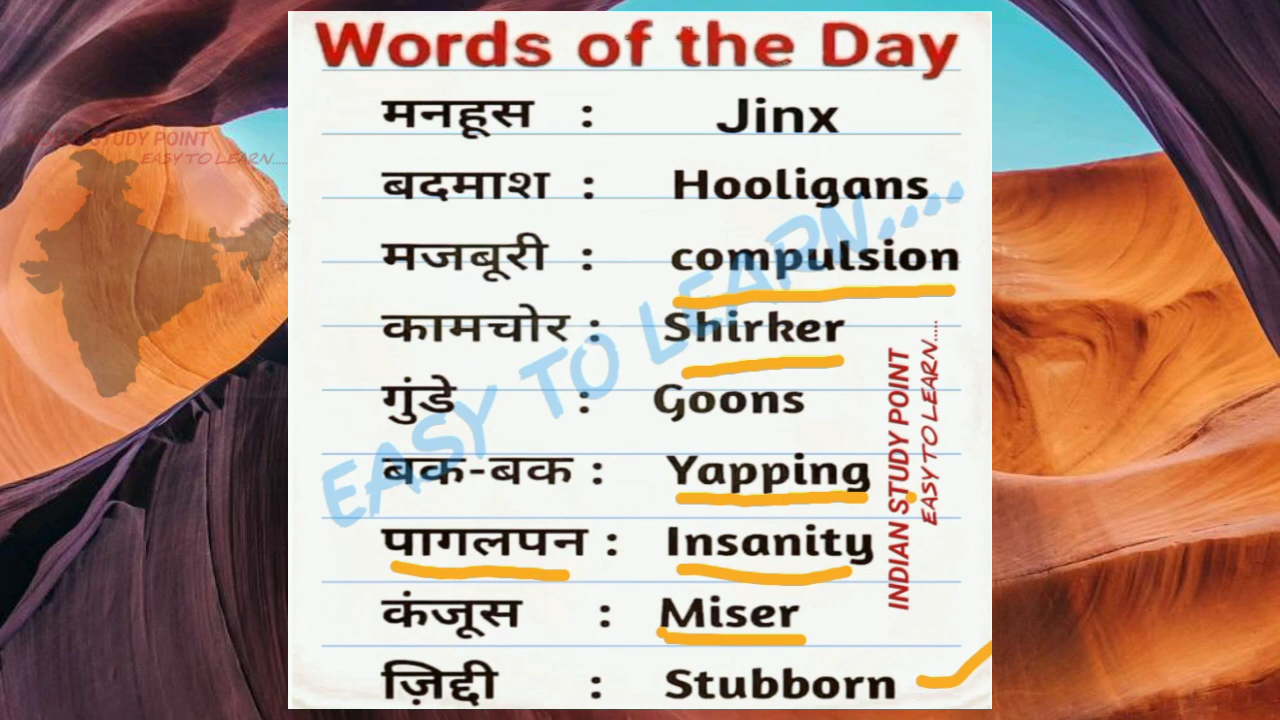 Words of the Day
मनहूस : Jinx
बदमाश : Hooligans
मजबूरी : compulsion
कामचोर : Shirker
गुंडे : Goons
बक-बक : Yapping
पागलपन : Insanity
कंजूस : Miser
ज़िद्दी : Stubborn
EASY TO LEARN....
INDIAN STUDY POINT
EASY TO LEARN.....
STUDY POINT
EASY TO LEARN.....